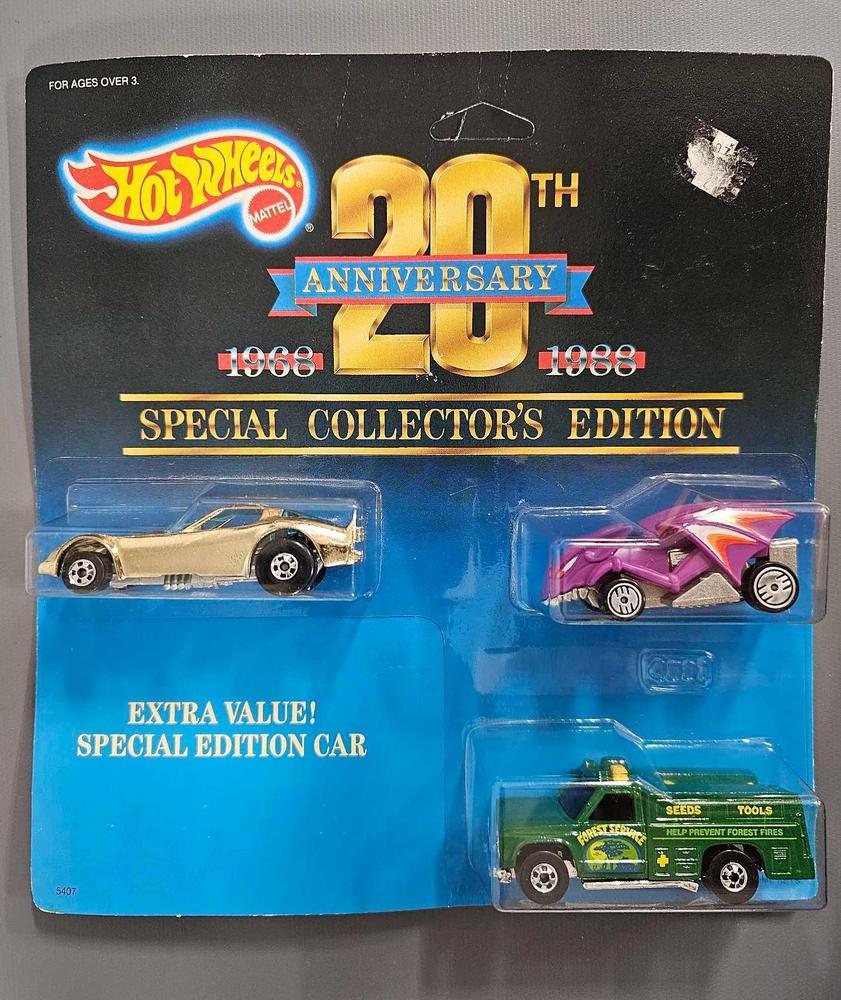 FOR AGES OVER 3.
HOT WHEELS®
MATTEL
20TH
ANNIVERSARY
1968 1988
SPECIAL COLLECTOR'S EDITION
EXTRA VALUE!
SPECIAL EDITION CAR
SEEDS TOOLS
FOREST SERVICE
HELP PREVENT FOREST FIRES
5407